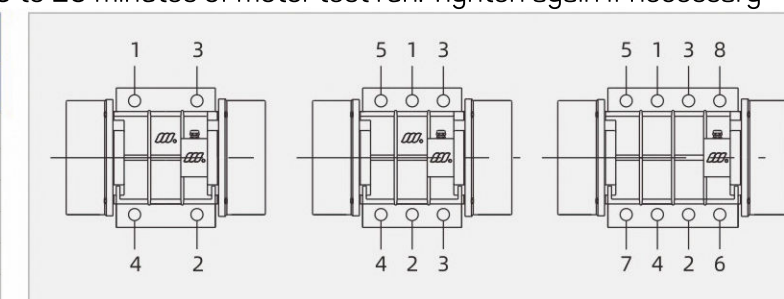 to 20 minutes of motor test run. Tighten again if necessary
1 3 5 1 3 5 1 3 8
4 2 4 2 3 7 4 2 6